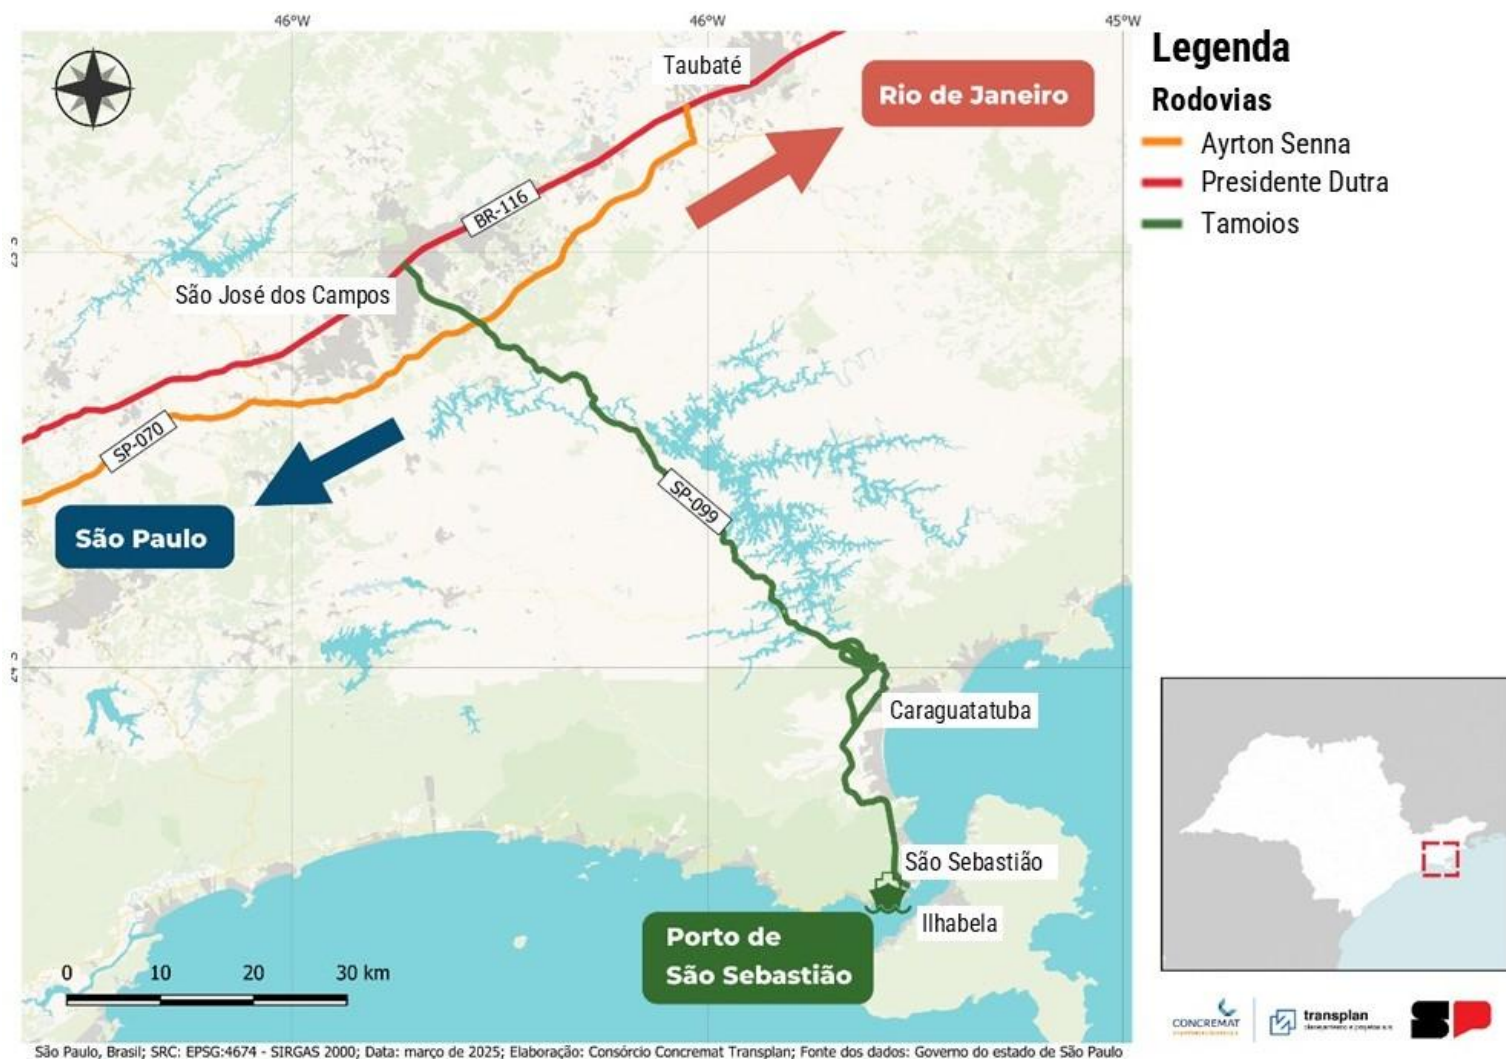 46°W
46°W
45°W
Legenda
Rodovias
Ayrton Senna
Presidente Dutra
Tamoios
Taubaté
Rio de Janeiro
BR-116
São José dos Campos
SP-070
São Paulo
SP-099
Caraguatatuba
São Sebastião
Ilhabela
Porto de
São Sebastião
0 10 20 30 km
CONCREMAT
transplan
São Paulo, Brasil; SRC: EPSG:4674 - SIRGAS 2000; Data: março de 2025; Elaboração: Consórcio Concremat Transplan; Fonte dos dados: Governo do estado de São Paulo